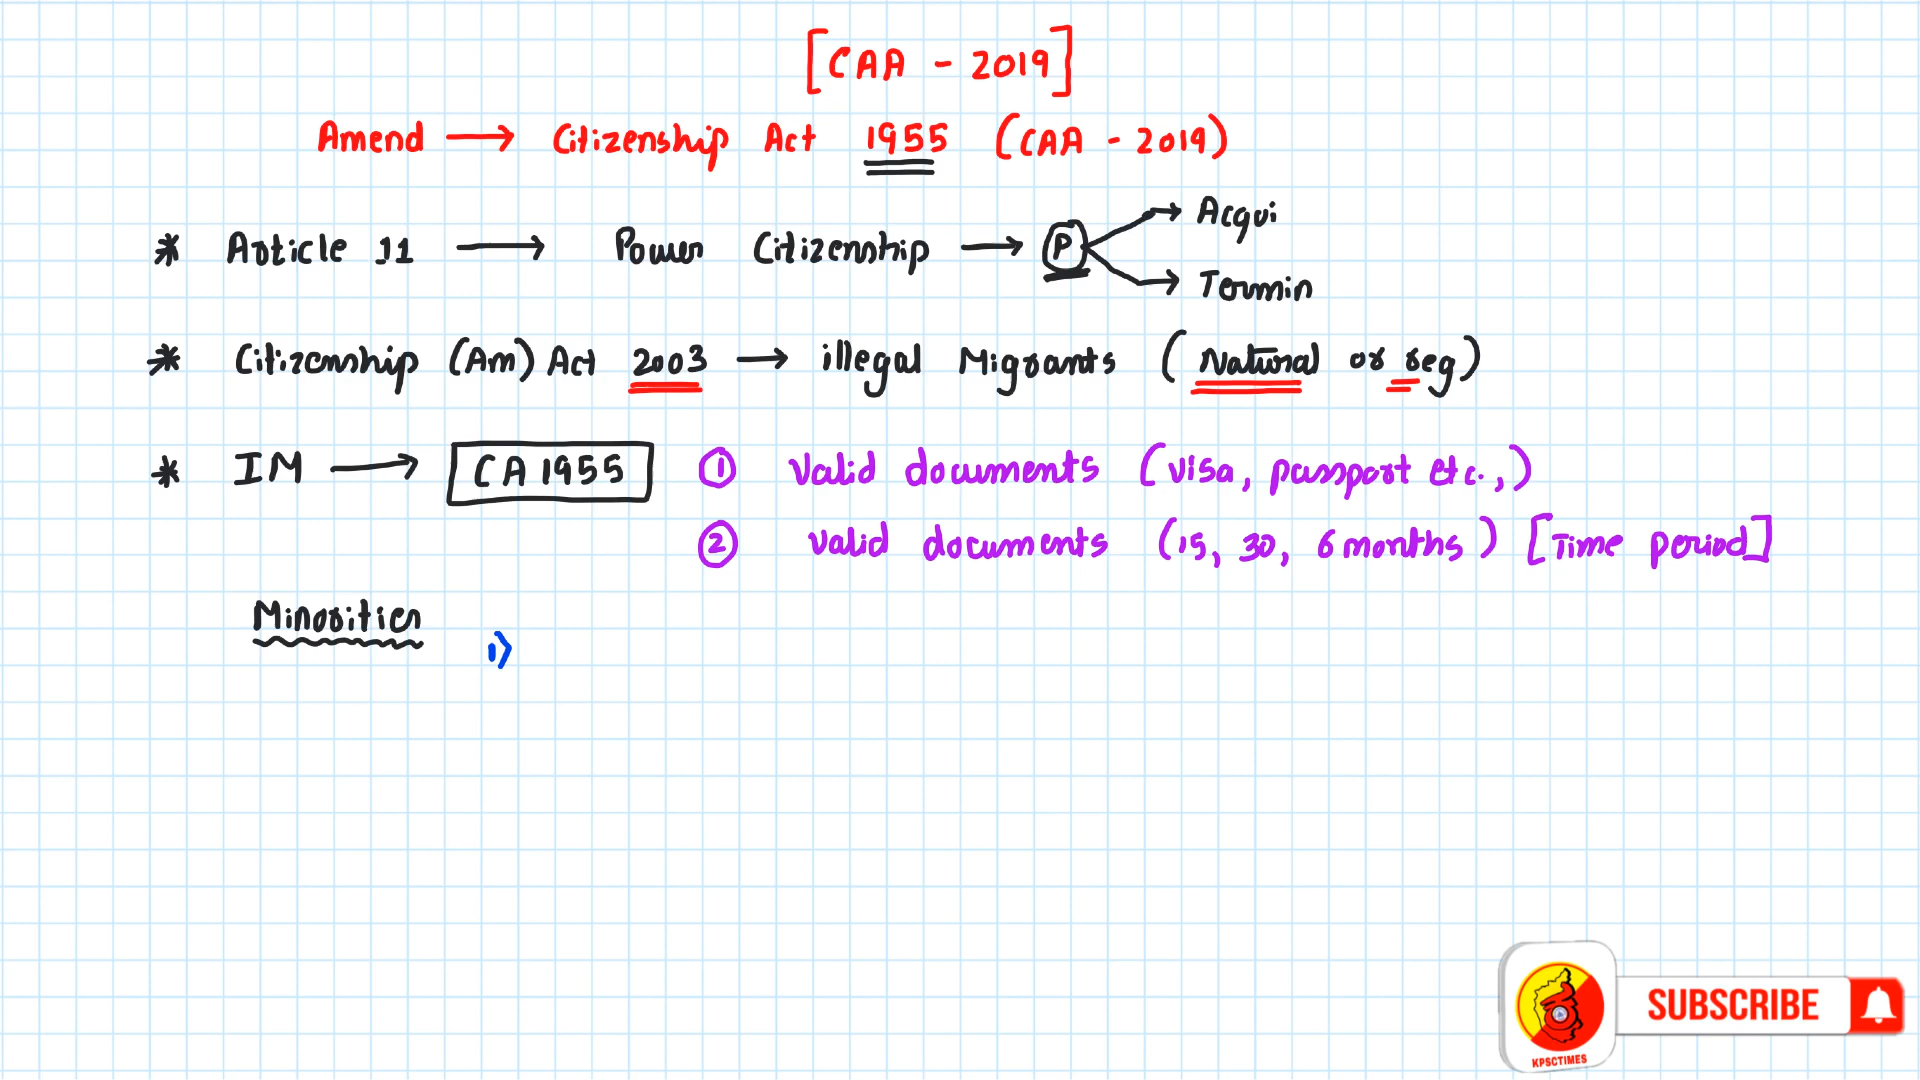 [CAA - 2019]
Amend → Citizenship Act 1955 (CAA - 2019)
* Article 11 → Power Citizenship → P → Acqui
→ Termin
* Citizenship (Am) Act 2003 → illegal Migrants (Natural or reg)
* IM → CA 1955 ① Valid documents (visa, passport etc.,)
② Valid documents (15, 30, 6 months) [Time period]
Minorities 1)
SUBSCRIBE
KPSCTIMES